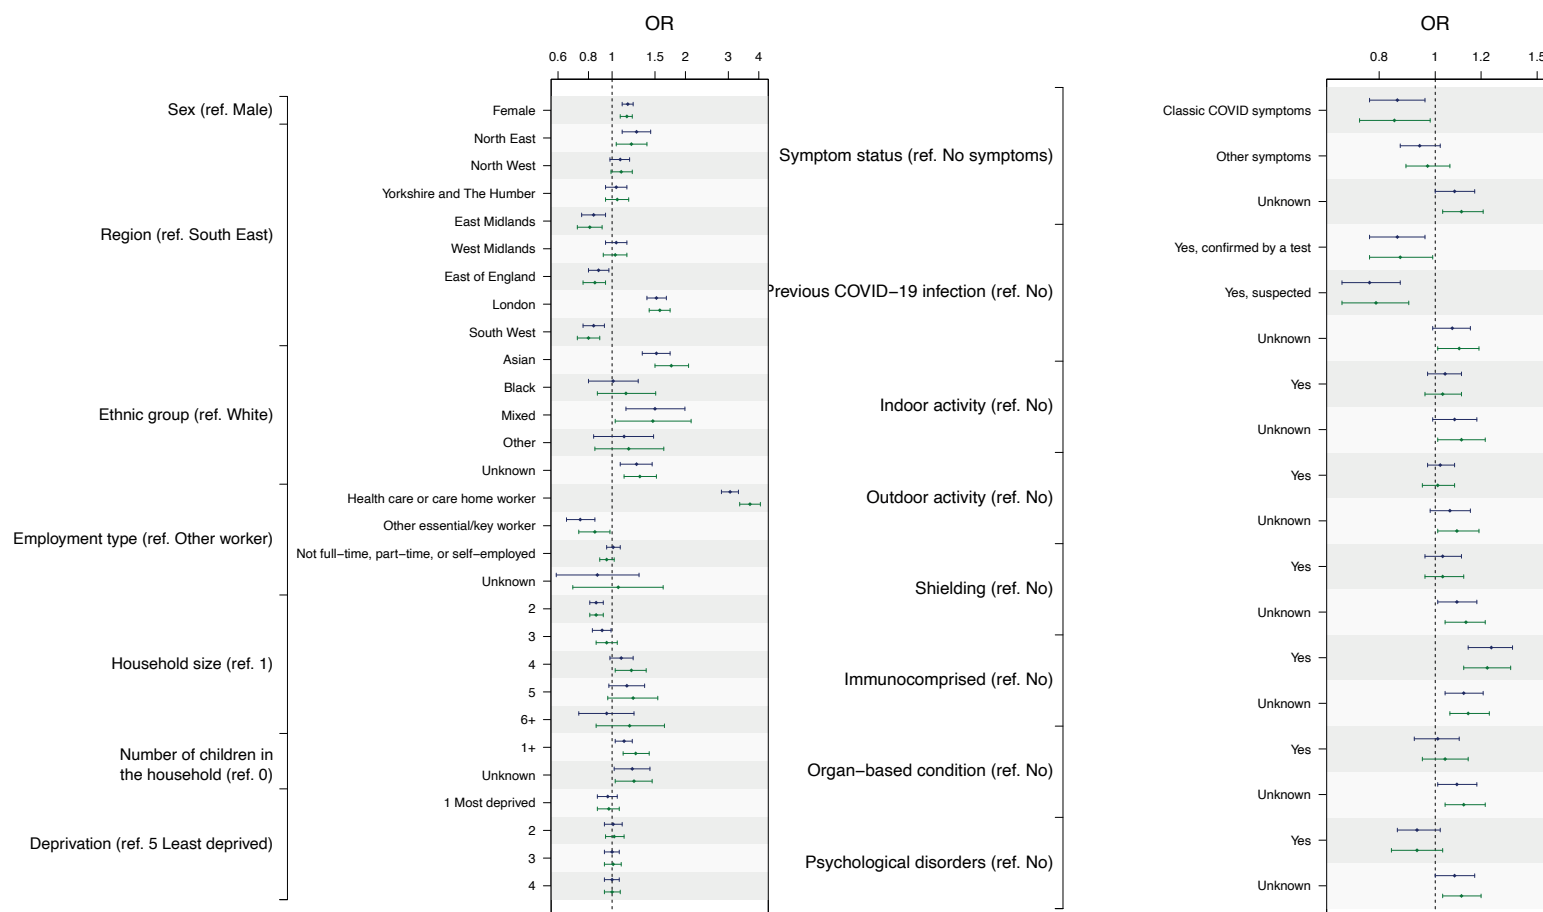 OR
0.6 0.8 1 1.5 2 3 4
Sex (ref. Male)
Female
Region (ref. South East)
North East
North West
Yorkshire and The Humber
East Midlands
West Midlands
East of England
London
South West
Ethnic group (ref. White)
Asian
Black
Mixed
Other
Unknown
Employment type (ref. Other worker)
Health care or care home worker
Other essential/key worker
Not full−time, part−time, or self−employed
Unknown
Household size (ref. 1)
2
3
4
5
6+
Number of children in
the household (ref. 0)
1+
Unknown
Deprivation (ref. 5 Least deprived)
1 Most deprived
2
3
4
OR
0.8 1 1.2 1.5
Symptom status (ref. No symptoms)
Classic COVID symptoms
Other symptoms
Unknown
Previous COVID−19 infection (ref. No)
Yes, confirmed by a test
Yes, suspected
Unknown
Indoor activity (ref. No)
Yes
Unknown
Outdoor activity (ref. No)
Yes
Unknown
Shielding (ref. No)
Yes
Unknown
Immunocomprised (ref. No)
Yes
Unknown
Organ−based condition (ref. No)
Yes
Unknown
Psychological disorders (ref. No)
Yes
Unknown